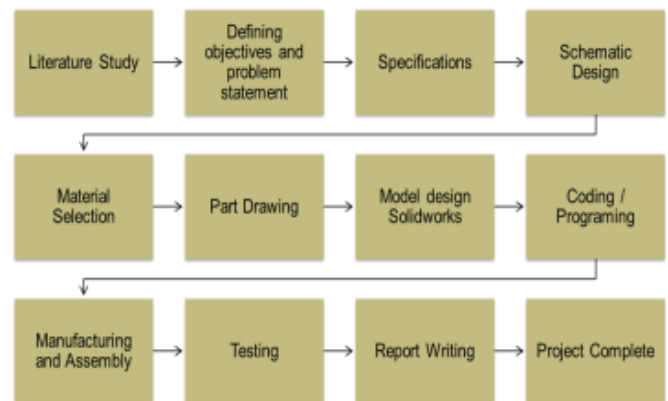 Literature Study
Defining
objectives and
problem
statement
Specifications
Schematic
Design
Material
Selection
Part Drawing
Model design
Solidworks
Coding /
Programing
Manufacturing
and Assembly
Testing
Report Writing
Project Complete